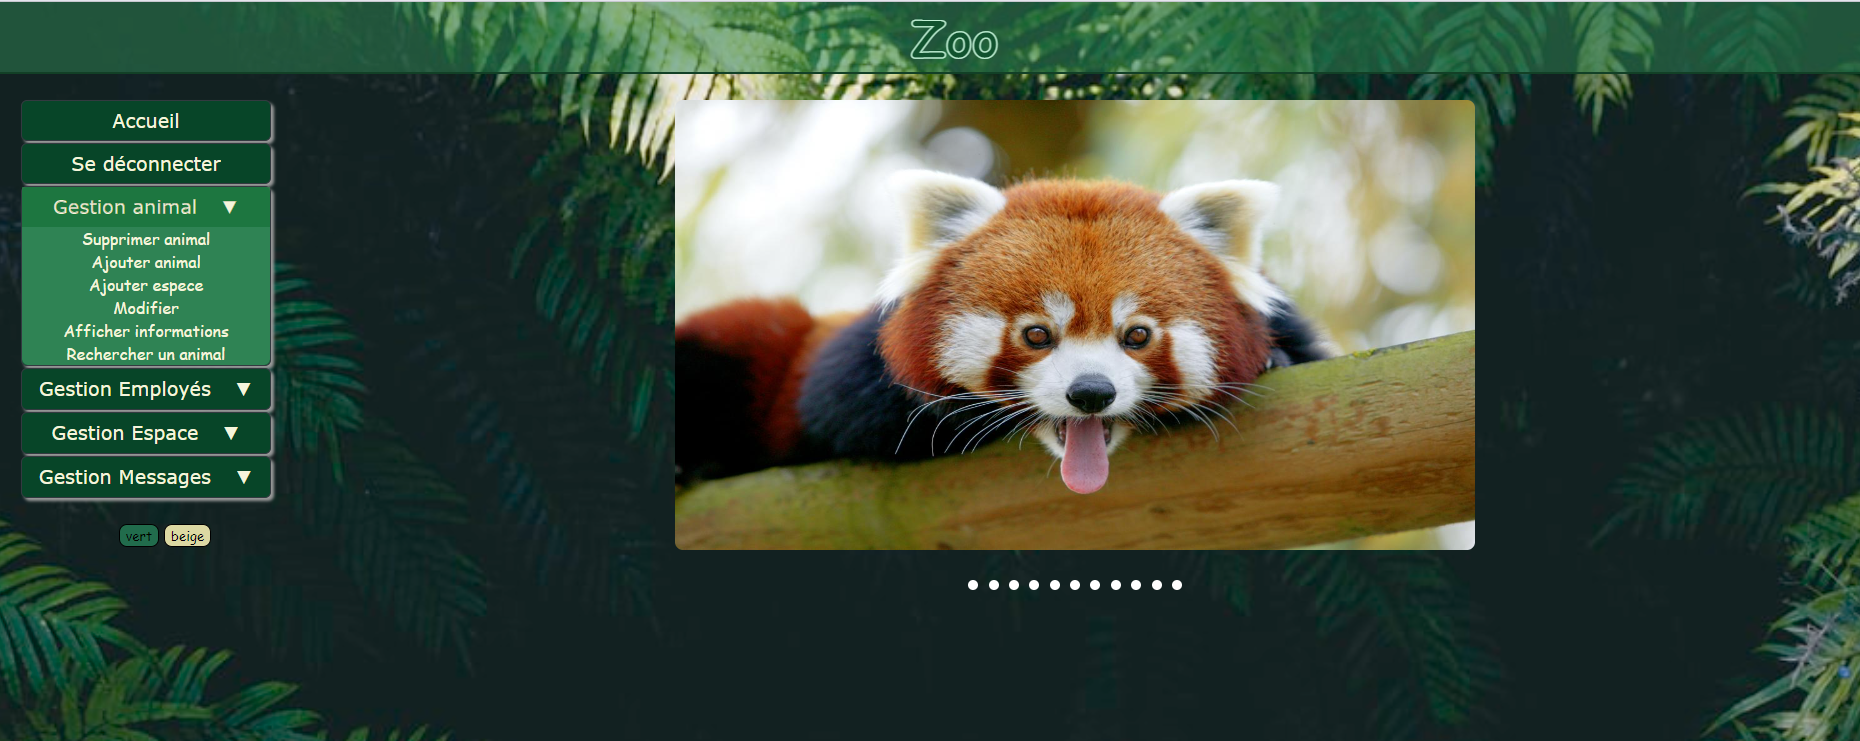 Zoo
Accueil
Se déconnecter
Gestion animal ▼
Supprimer animal
Ajouter animal
Ajouter espece
Modifier
Afficher informations
Rechercher un animal
Gestion Employés ▼
Gestion Espace ▼
Gestion Messages ▼
vert beige